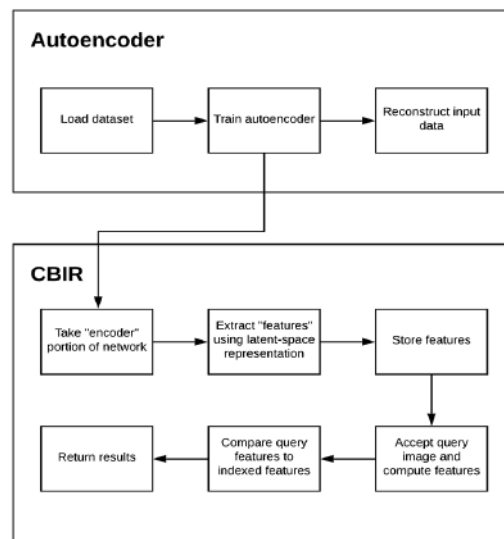 Autoencoder
Load dataset
Train autoencoder
Reconstruct input
data
CBIR
Take "encoder"
portion of network
Extract "features"
using latent-space
representation
Store features
Return results
Compare query
features to
indexed features
Accept query
image and
compute features